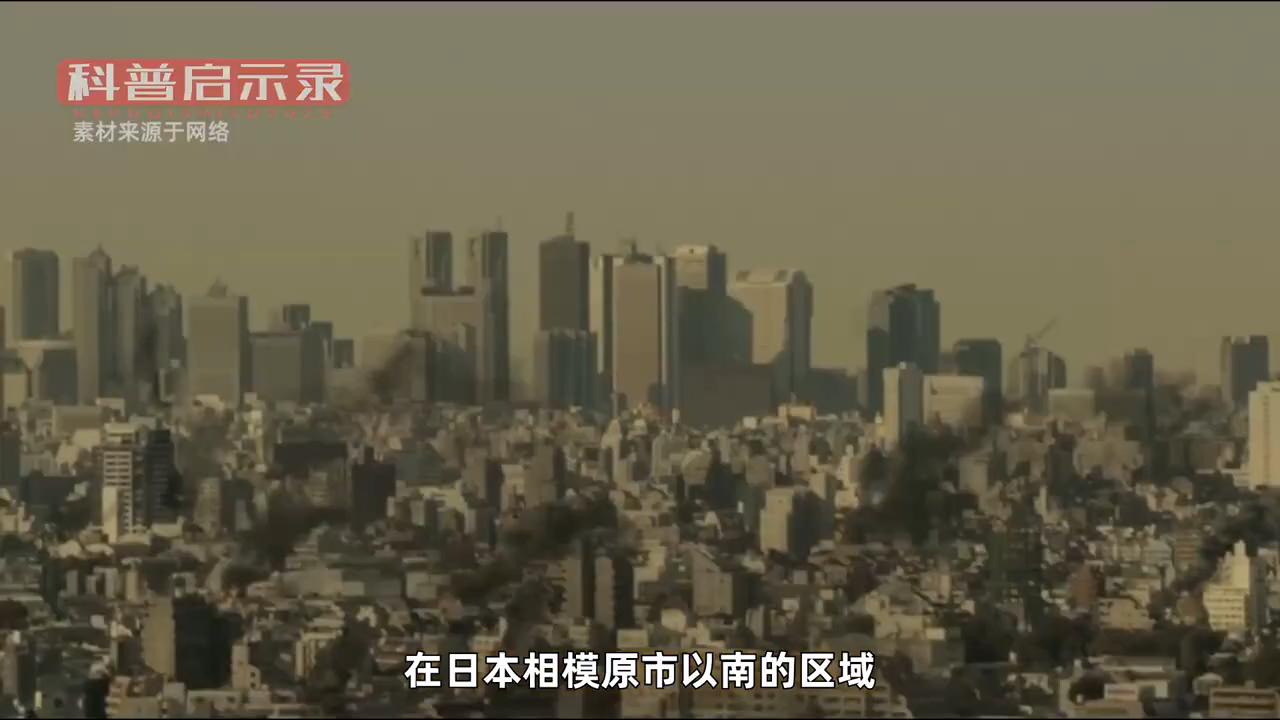 科普启示录
素材来源于网络
在日本相模原市以南的区域